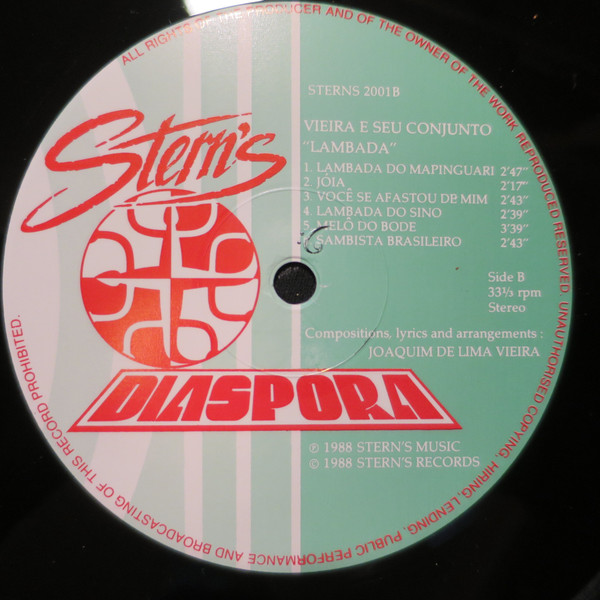 ALL RIGHTS OF THE PRODUCER AND OF THE OWNER OF THE WORK REPRODUCED RESERVED. UNAUTHORISED COPYING, HIRING, LENDING, PUBLIC PERFORMANCE AND BROADCASTING OF THIS RECORD PROHIBITED.
STERNS 2001B
Stern's
VIEIRA E SEU CONJUNTO
"LAMBADA"
1. LAMBADA DO MAPINGUARI 2'47"
2. JÓIA 2'17"
3. VOCÊ SE AFASTOU DE MIM 2'43"
4. LAMBADA DO SINO 2'39"
5. MELÔ DO BODE 3'39"
SAMBISTA BRASILEIRO 2'43"
Side B
33⅓ rpm
Stereo
Compositions, lyrics and arrangements :
JOAQUIM DE LIMA VIEIRA
DIASPORA
℗ 1988 STERN'S MUSIC
© 1988 STERN'S RECORDS